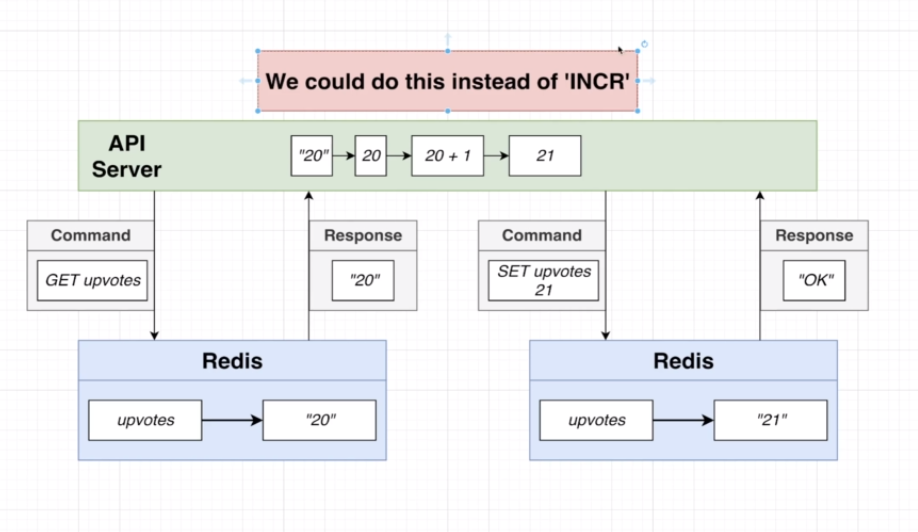 We could do this instead of 'INCR'
API
Server
"20"
20
20 + 1
21
Command
GET upvotes
Response
"20"
Command
SET upvotes
21
Response
"OK"
Redis
upvotes
"20"
Redis
upvotes
"21"